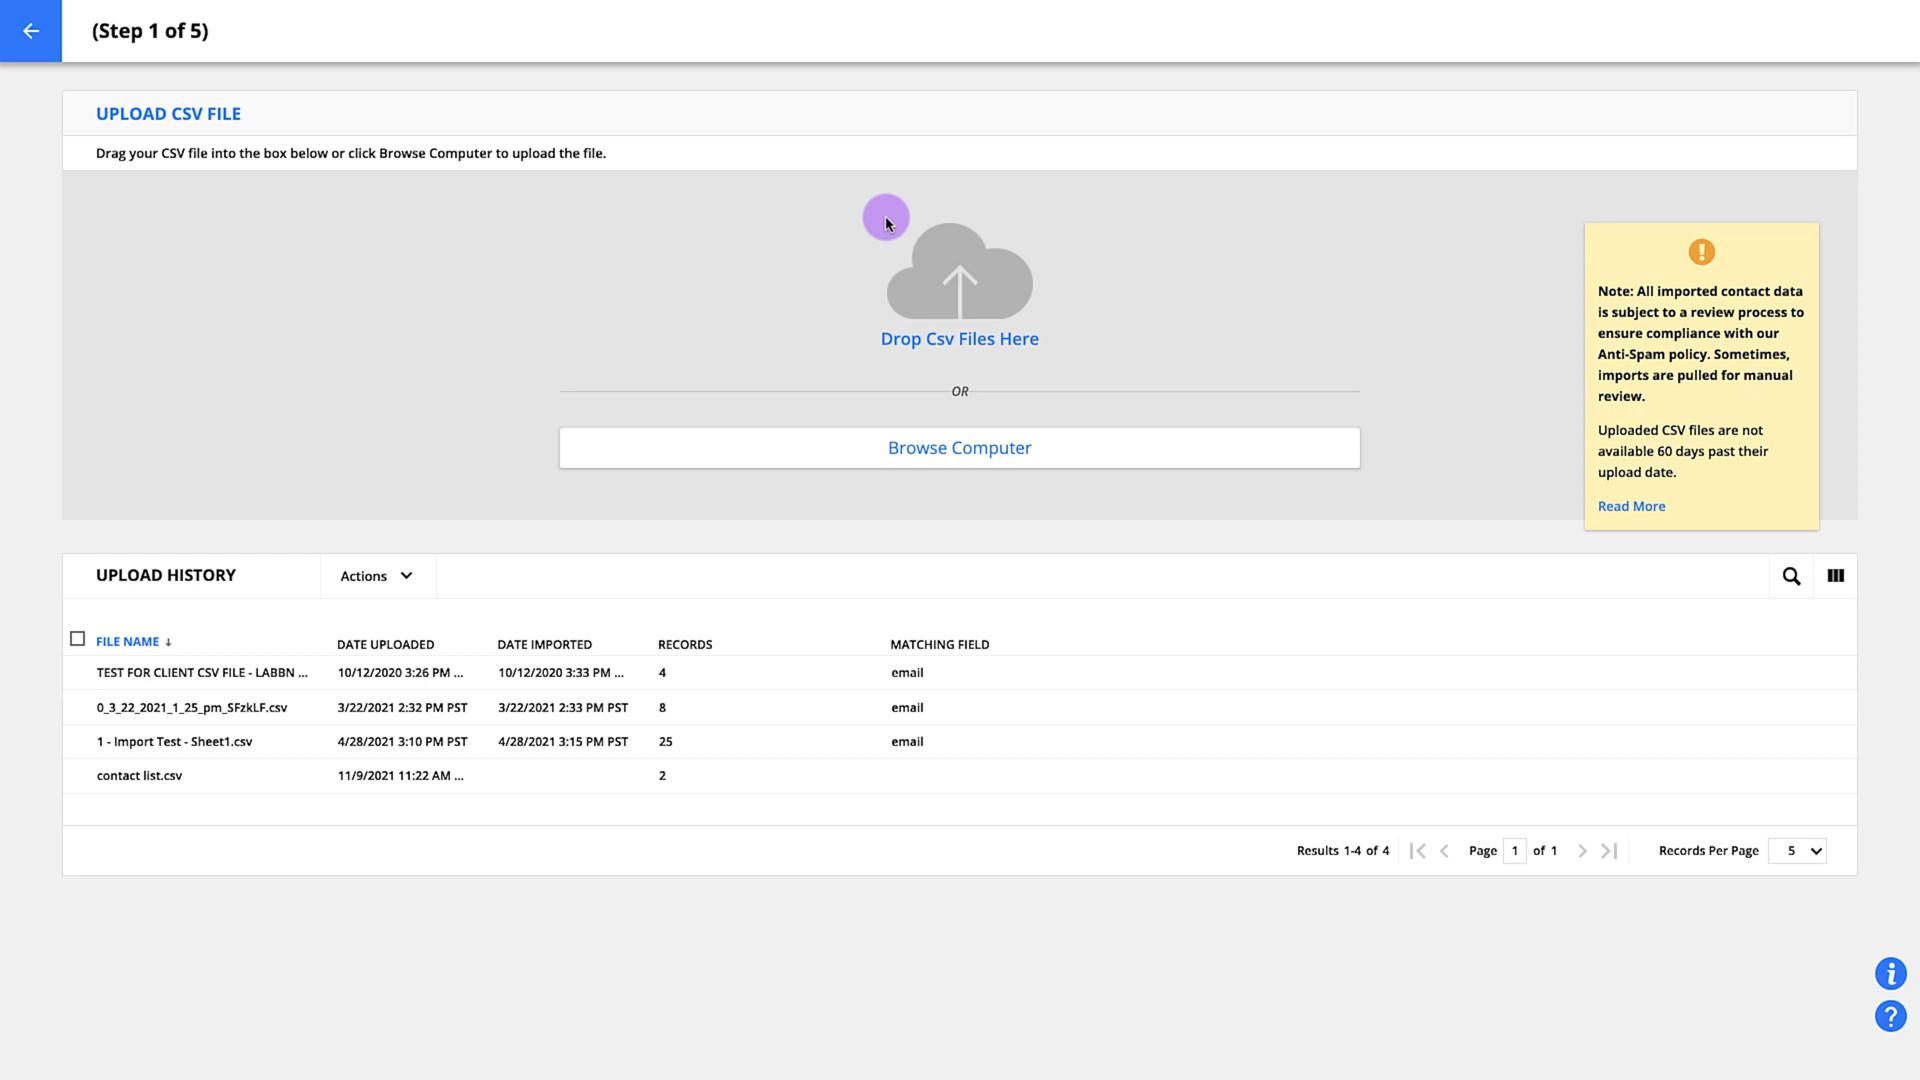 (Step 1 of 5)
UPLOAD CSV FILE
Drag your CSV file into the box below or click Browse Computer to upload the file.
Drop Csv Files Here
OR
Browse Computer
Note: All imported contact data
is subject to a review process to
ensure compliance with our
Anti-Spam policy. Sometimes,
imports are pulled for manual
review.
Uploaded CSV files are not
available 60 days past their
upload date.
Read More
UPLOAD HISTORY Actions
FILE NAME ↓ DATE UPLOADED DATE IMPORTED RECORDS MATCHING FIELD
TEST FOR CLIENT CSV FILE - LABBN ... 10/12/2020 3:26 PM ... 10/12/2020 3:33 PM ... 4 email
0_3_22_2021_1_25_pm_SFzkLF.csv 3/22/2021 2:32 PM PST 3/22/2021 2:33 PM PST 8 email
1 - Import Test - Sheet1.csv 4/28/2021 3:10 PM PST 4/28/2021 3:15 PM PST 25 email
contact list.csv 11/9/2021 11:22 AM ... 2
Results 1-4 of 4 Page 1 of 1 Records Per Page 5